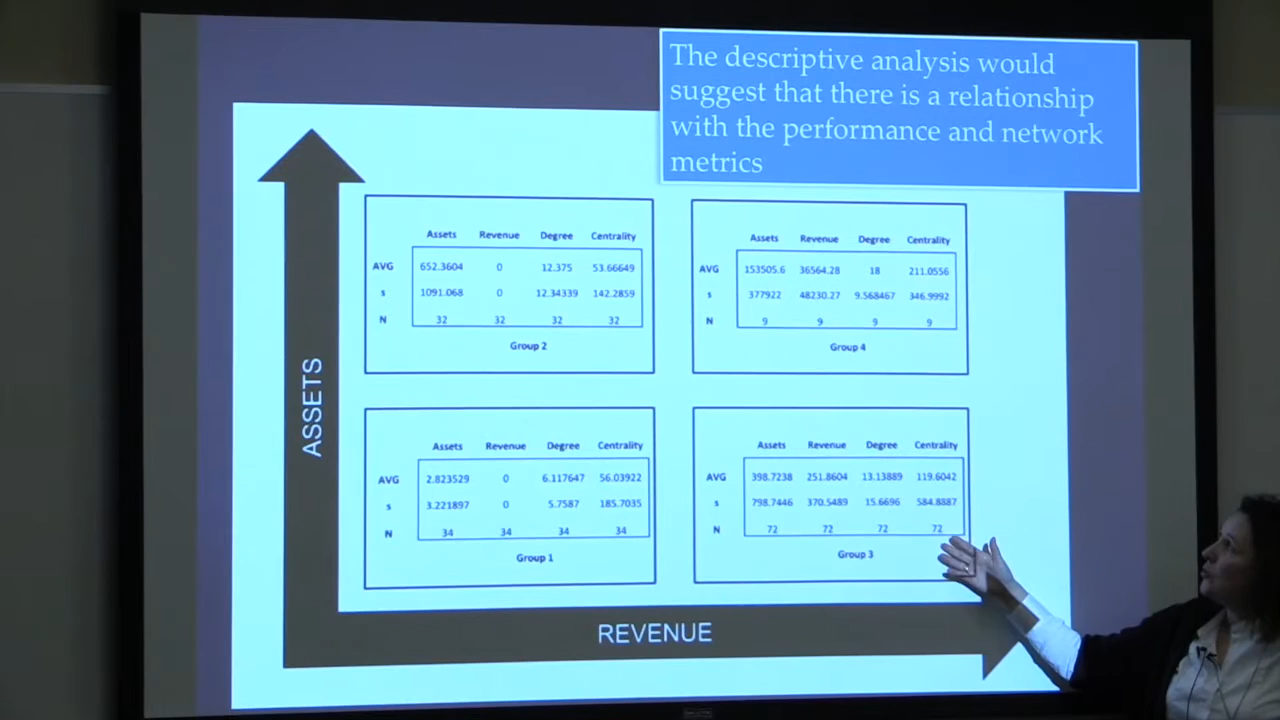 The descriptive analysis would
suggest that there is a relationship
with the performance and network
metrics
ASSETS
Assets Revenue Degree Centrality
AVG 652.3604 0 12.375 53.66649
s 1091.068 0 12.34339 142.2859
N 32 32 32 32
Group 2
Assets Revenue Degree Centrality
AVG 153505.6 36564.28 18 211.0556
s 377922 48230.27 9.568467 346.9992
N 9 9 9 9
Group 4
Assets Revenue Degree Centrality
AVG 2.823529 0 6.117647 56.03922
s 3.221897 0 5.7587 185.7035
N 34 34 34 34
Group 1
Assets Revenue Degree Centrality
AVG 398.7238 251.8604 13.13889 119.6042
s 798.7446 370.5489 15.6696 584.8887
N 72 72 72 72
Group 3
REVENUE